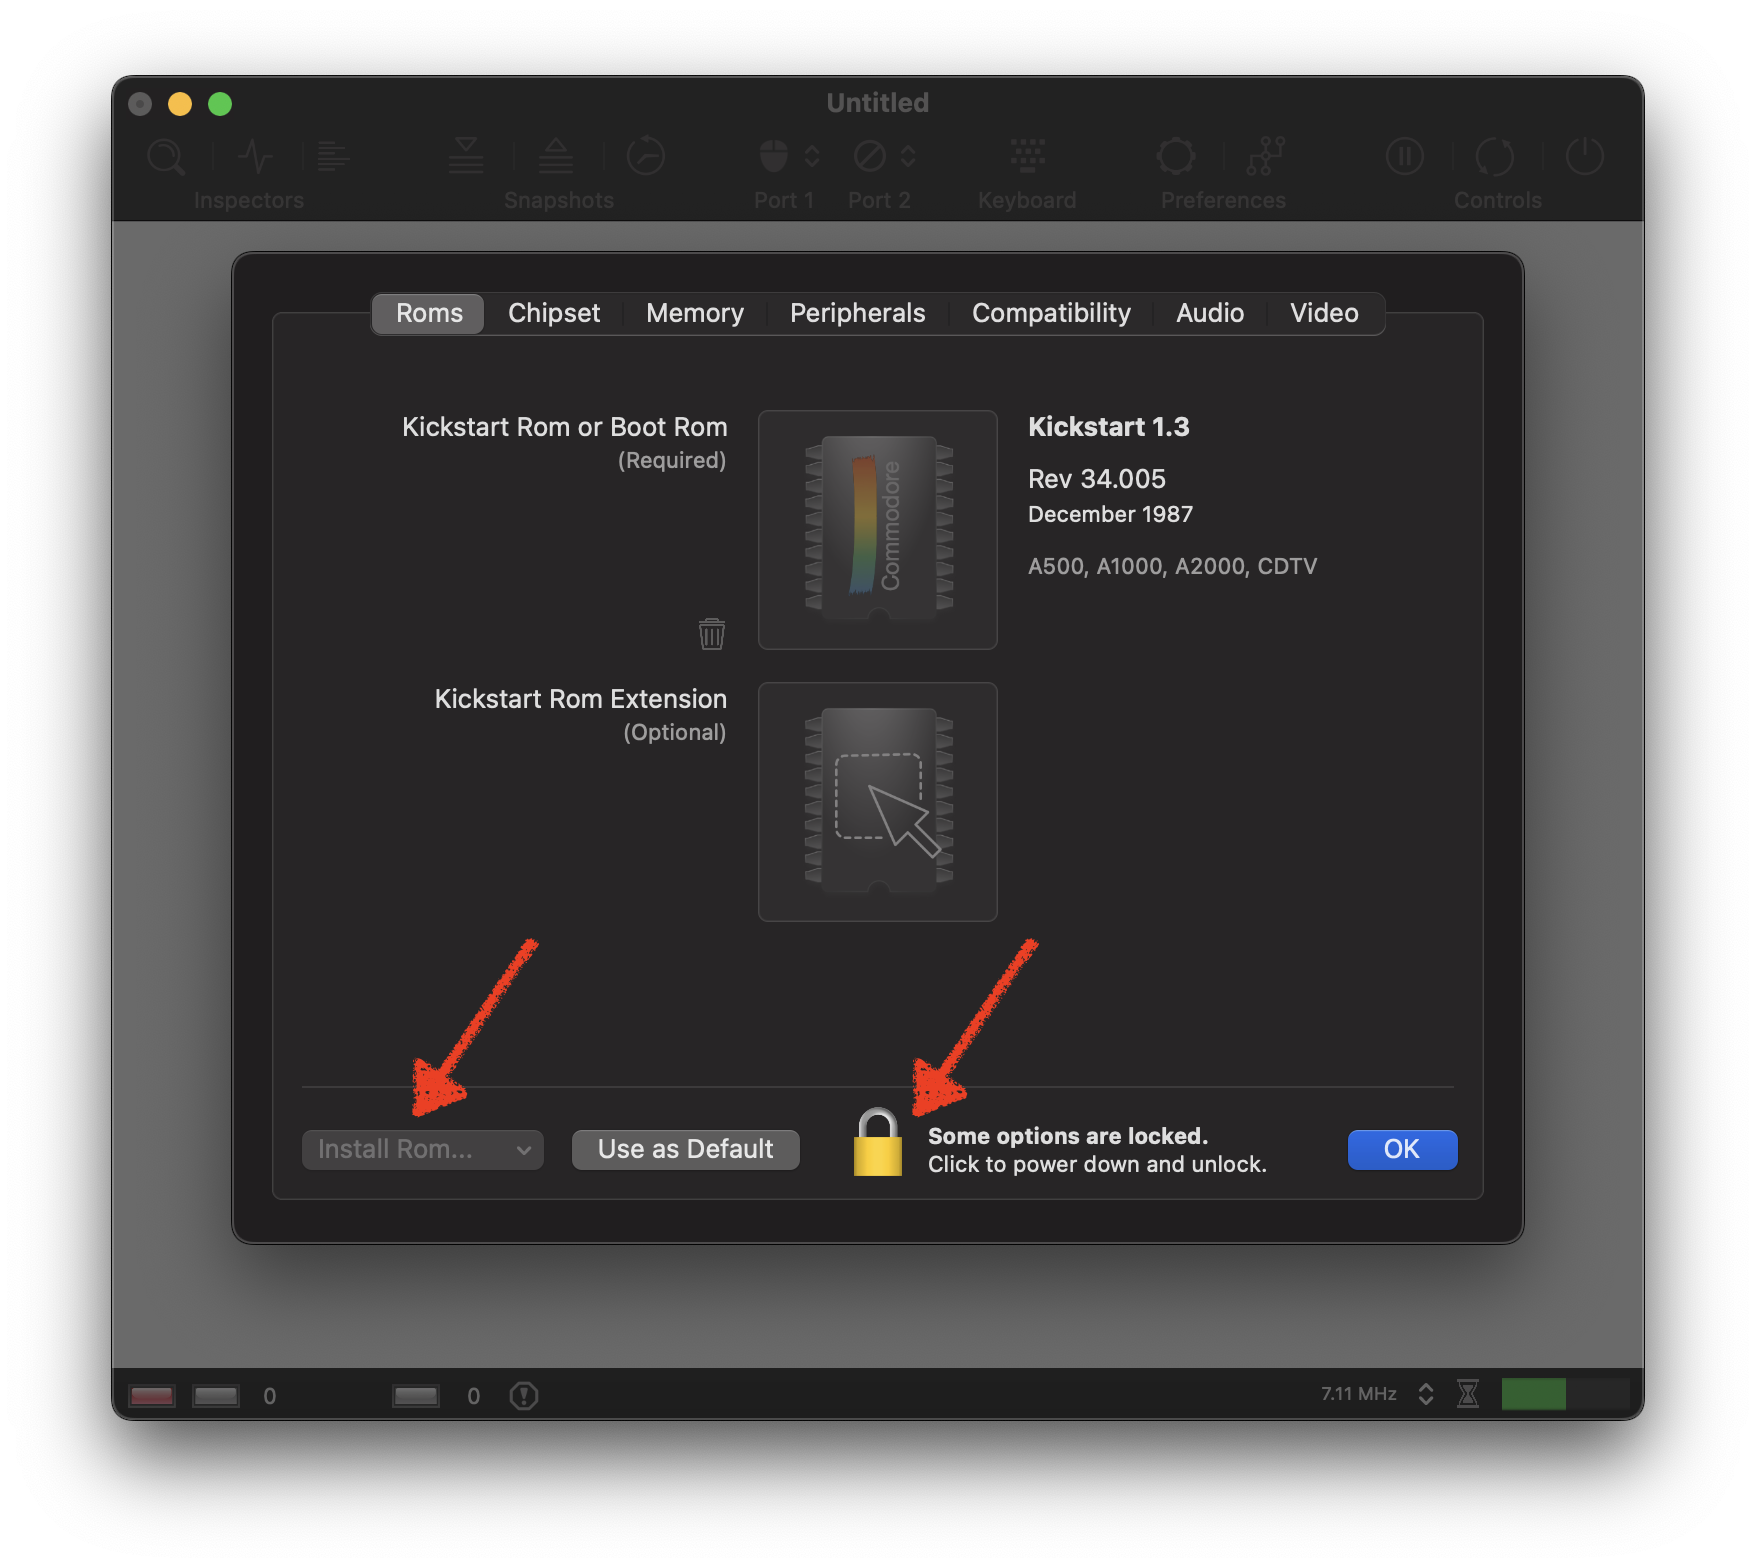 Untitled
Inspectors
Snapshots
Port 1
Port 2
Keyboard
Preferences
Controls
Roms
Chipset
Memory
Peripherals
Compatibility
Audio
Video
Kickstart Rom or Boot Rom
(Required)
Commodore
Kickstart 1.3
Rev 34.005
December 1987
A500, A1000, A2000, CDTV
Kickstart Rom Extension
(Optional)
Install Rom...
Use as Default
Some options are locked.
Click to power down and unlock.
OK
0
0
7.11 MHz